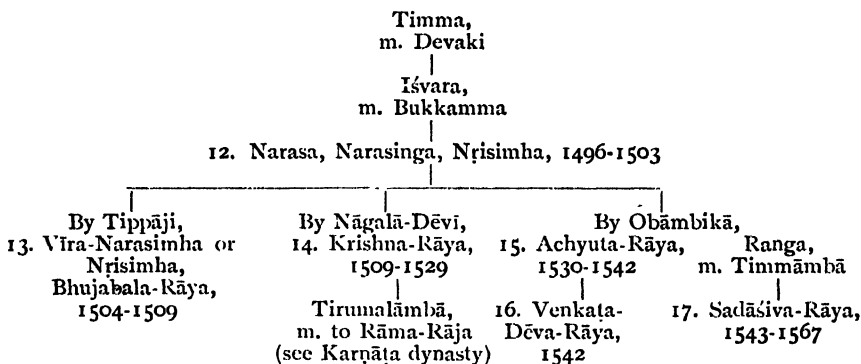 Timma,
m. Devaki
Iśvara,
m. Bukkamma
12. Narasa, Narasinga, Nṛisimha, 1496-1503
By Tippāji,
13. Vīra-Narasimha or
Nṛisimha,
Bhujabala-Rāya,
1504-1509
By Nāgalā-Dēvī,
14. Krishna-Rāya,
1509-1529
Tirumalāmbā,
m. to Rāma-Rāja
(see Karṇāṭa dynasty)
By Obāmbikā,
15. Achyuta-Rāya,
1530-1542
16. Venkaṭa-
Dēva-Rāya,
1542
Ranga,
m. Timmāmbā
17. Sadāśiva-Rāya,
1543-1567